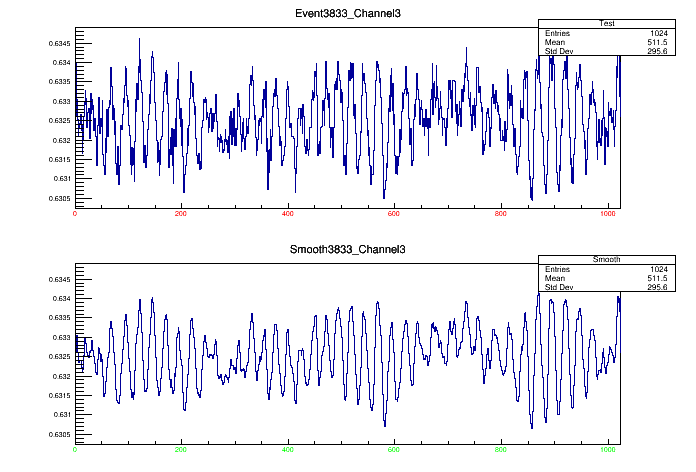 Event3833_Channel3
Test
Entries 1024
Mean 511.5
Std Dev 295.6
0.6345
0.634
0.6335
0.633
0.6325
0.632
0.6315
0.631
0.6305
0 200 400 600 800 1000
Smooth3833_Channel3
Smooth
Entries 1024
Mean 511.5
Std Dev 295.6
0.6345
0.634
0.6335
0.633
0.6325
0.632
0.6315
0.631
0.6305
0 200 400 600 800 1000